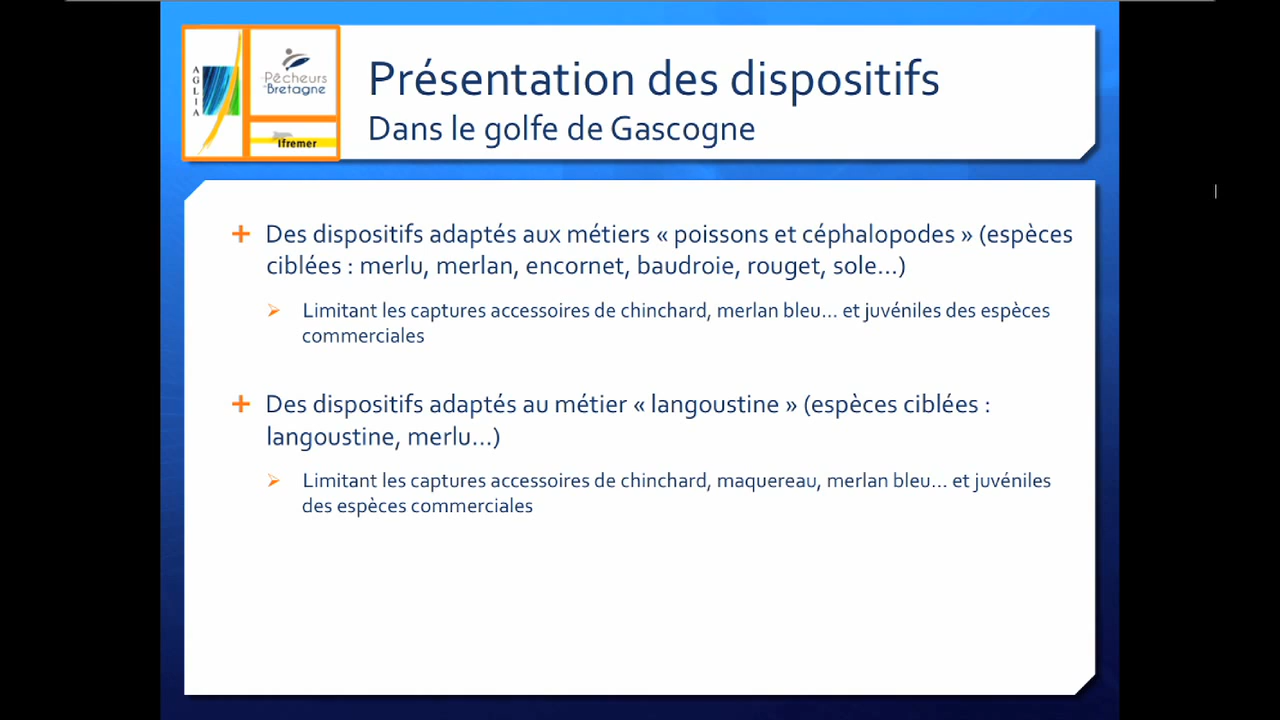 AGLIA
Pêcheurs
de Bretagne
Ifremer
Présentation des dispositifs
Dans le golfe de Gascogne
Des dispositifs adaptés aux métiers « poissons et céphalopodes » (espèces
ciblées : merlu, merlan, encornet, baudroie, rouget, sole…)
Limitant les captures accessoires de chinchard, merlan bleu… et juvéniles des espèces
commerciales
Des dispositifs adaptés au métier « langoustine » (espèces ciblées :
langoustine, merlu…)
Limitant les captures accessoires de chinchard, maquereau, merlan bleu… et juvéniles
des espèces commerciales